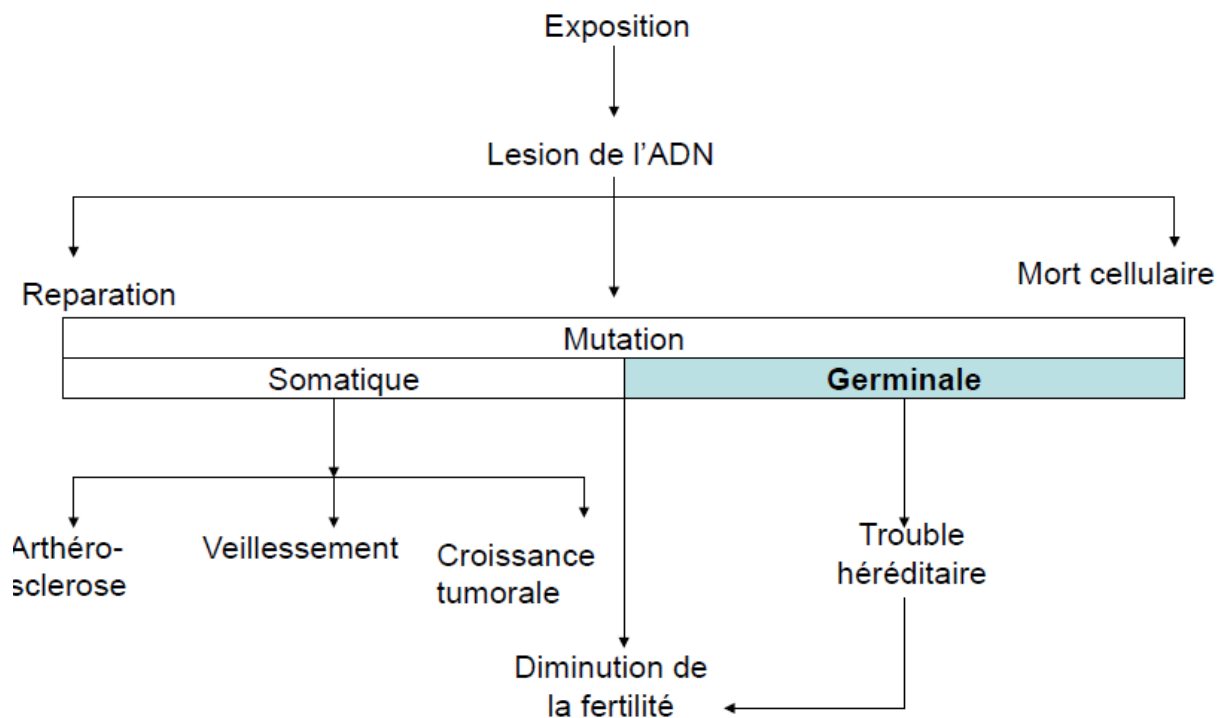 Exposition
Lesion de l'ADN
Reparation
Mort cellulaire
Mutation
Somatique
Germinale
Arthéro-
sclerose
Veillessement
Croissance
tumorale
Trouble
héréditaire
Diminution de
la fertilité